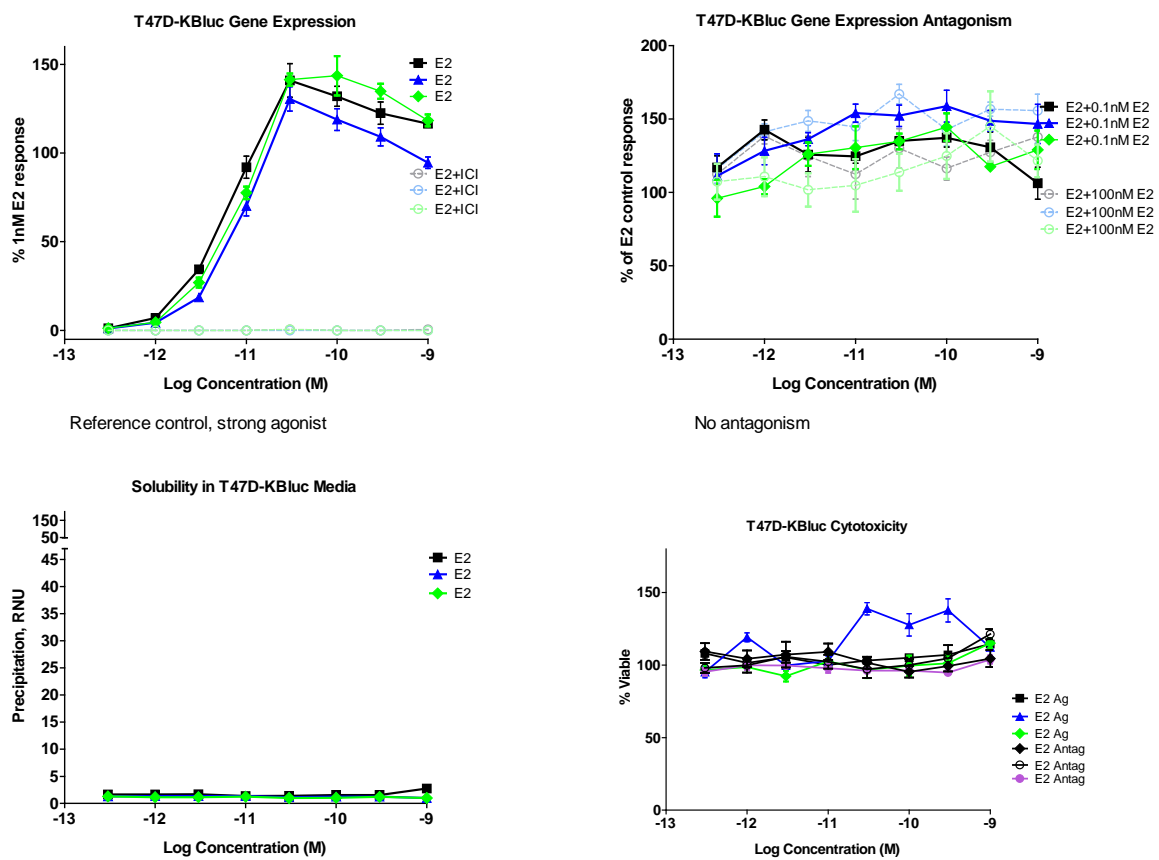 T47D-KBluc Gene Expression
% 1nM E2 response
150
100
50
0
-13
-12
-11
-10
-9
Log Concentration (M)
E2
E2
E2
E2+ICI
E2+ICI
E2+ICI
Reference control, strong agonist
T47D-KBluc Gene Expression Antagonism
% of E2 control response
200
150
100
50
0
-13
-12
-11
-10
-9
Log Concentration (M)
E2+0.1nM E2
E2+0.1nM E2
E2+0.1nM E2
E2+100nM E2
E2+100nM E2
E2+100nM E2
No antagonism
Solubility in T47D-KBluc Media
Precipitation, RNU
150
50
45
40
35
30
25
20
15
10
5
0
-13
-12
-11
-10
-9
Log Concentration (M)
E2
E2
E2
T47D-KBluc Cytotoxicity
% Viable
150
100
50
0
-13
-12
-11
-10
-9
Log Concentration (M)
E2 Ag
E2 Ag
E2 Ag
E2 Antag
E2 Antag
E2 Antag